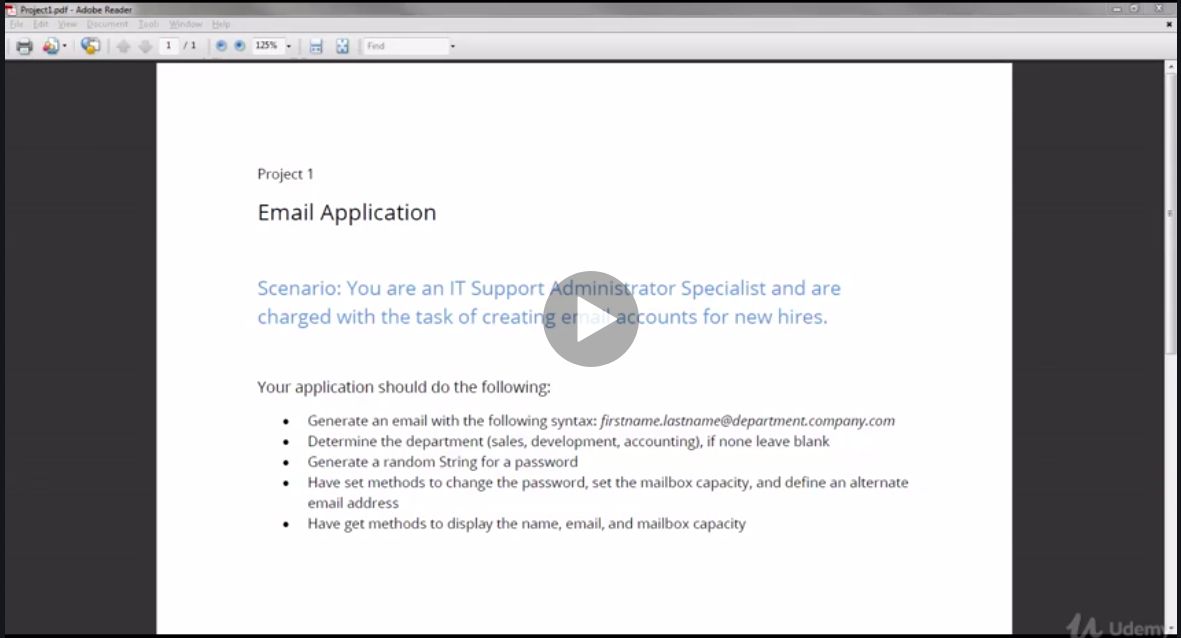 Project1.pdf - Adobe Reader
File Edit View Document Tools Window Help
1 / 1 125% Find
Project 1
Email Application
Scenario: You are an IT Support Administrator Specialist and are
charged with the task of creating email accounts for new hires.
Your application should do the following:
• Generate an email with the following syntax: firstname.lastname@department.company.com
• Determine the department (sales, development, accounting), if none leave blank
• Generate a random String for a password
• Have set methods to change the password, set the mailbox capacity, and define an alternate
email address
• Have get methods to display the name, email, and mailbox capacity
Udemy